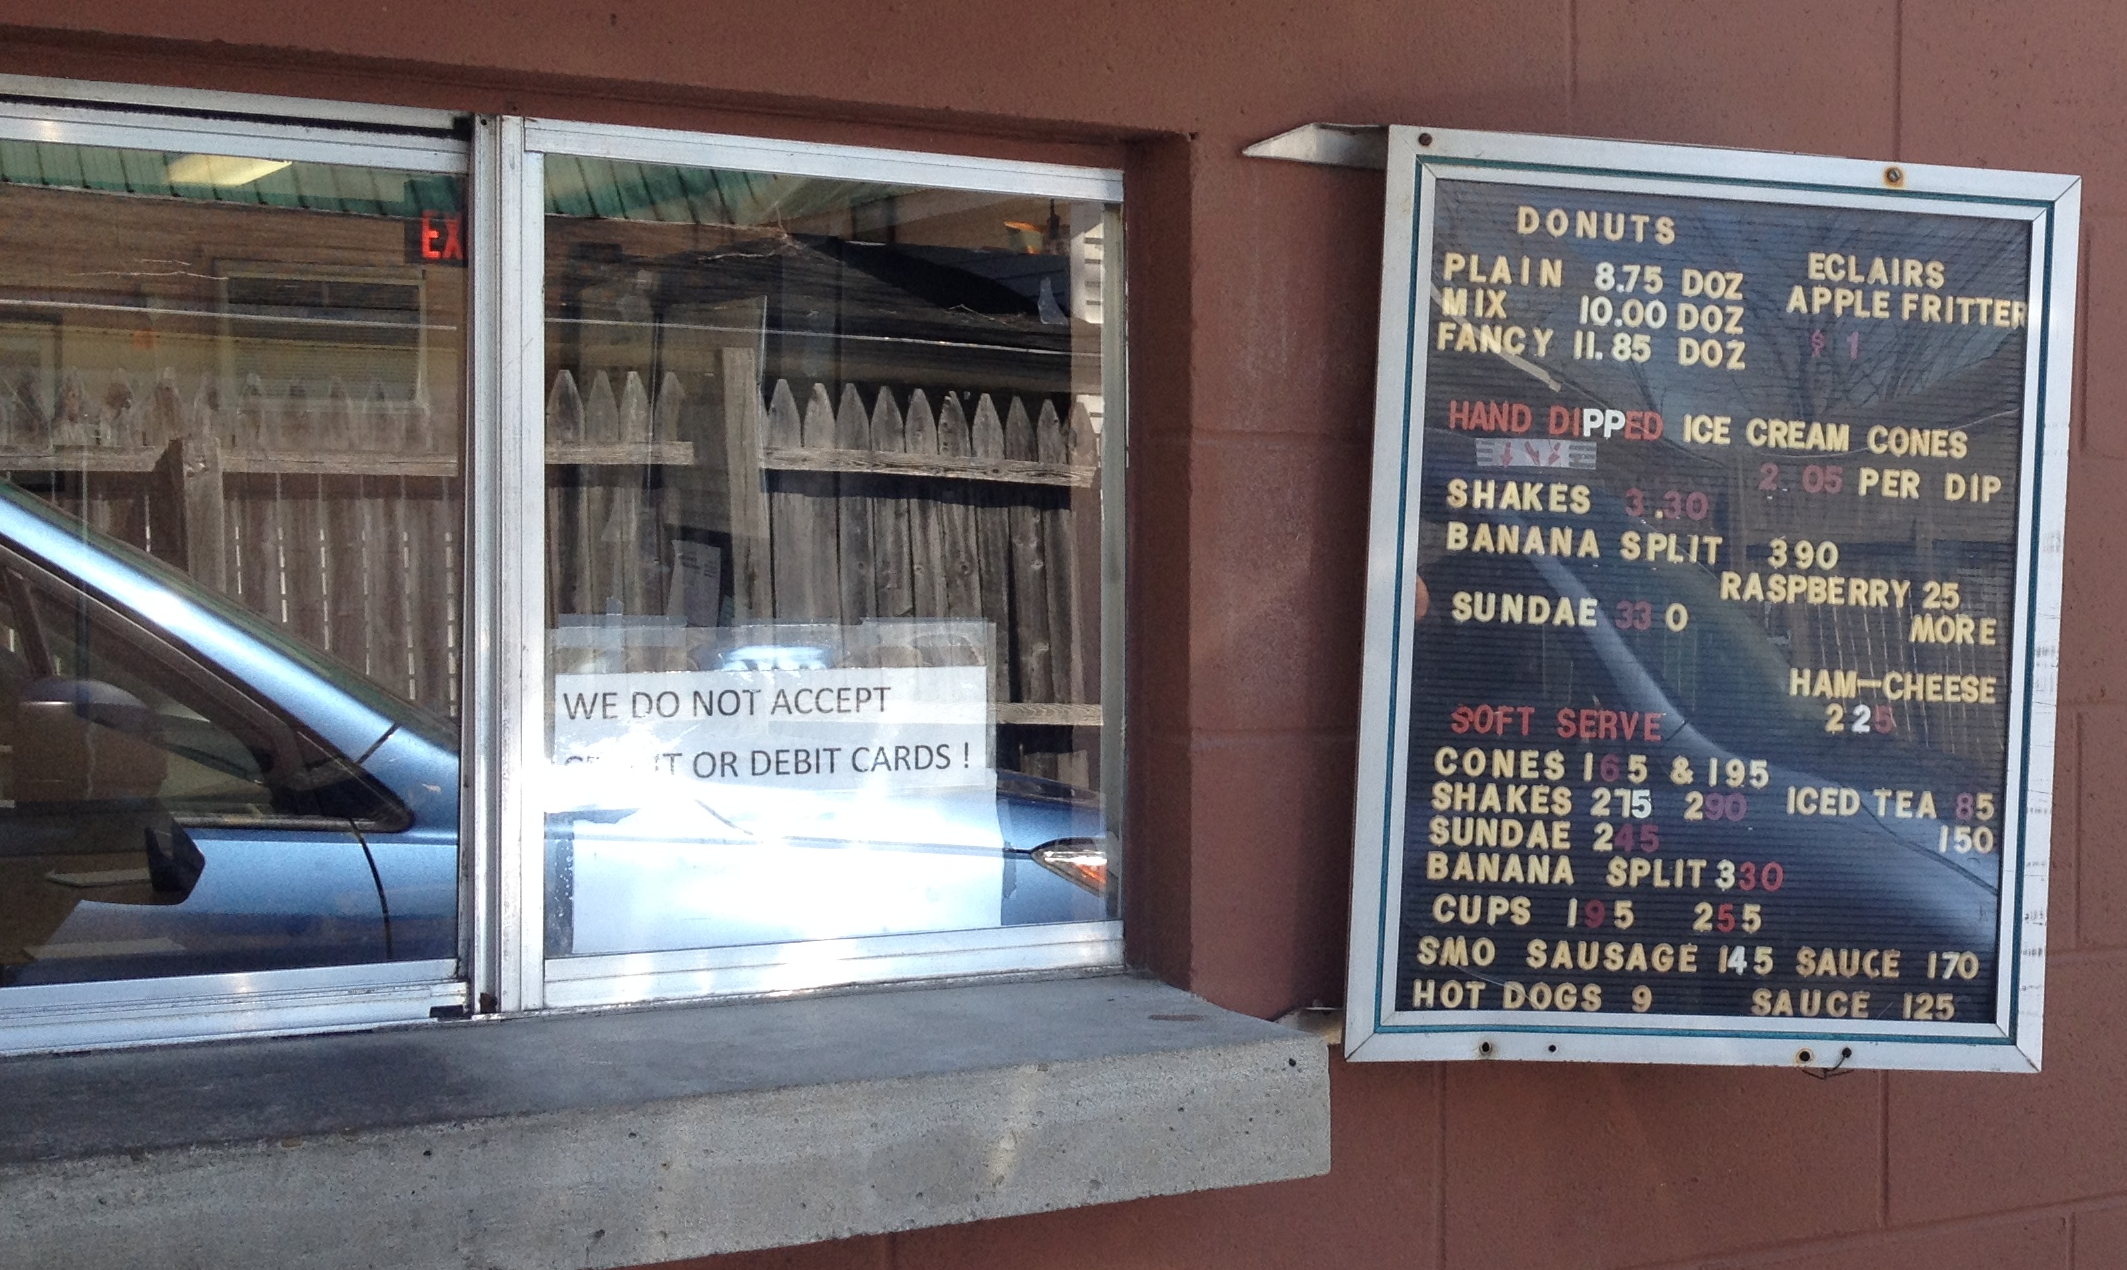 EX
WE DO NOT ACCEPT
IT OR DEBIT CARDS !
DONUTS
PLAIN 8.75 DOZ
MIX 10.00 DOZ
FANCY 11.85 DOZ
ECLAIRS
APPLE FRITTER
$ 1
HAND DIPPED ICE CREAM CONES
2 05 PER DIP
SHAKES 3.30
BANANA SPLIT 390
RASPBERRY 25
MORE
SUNDAE 33 0
HAM-CHEESE
225
SOFT SERVE
CONES 165 & 195
SHAKES 275 290 ICED TEA 85
SUNDAE 245 150
BANANA SPLIT 330
CUPS 195 255
SMO SAUSAGE 145 SAUCE 170
HOT DOGS 9 SAUCE 125